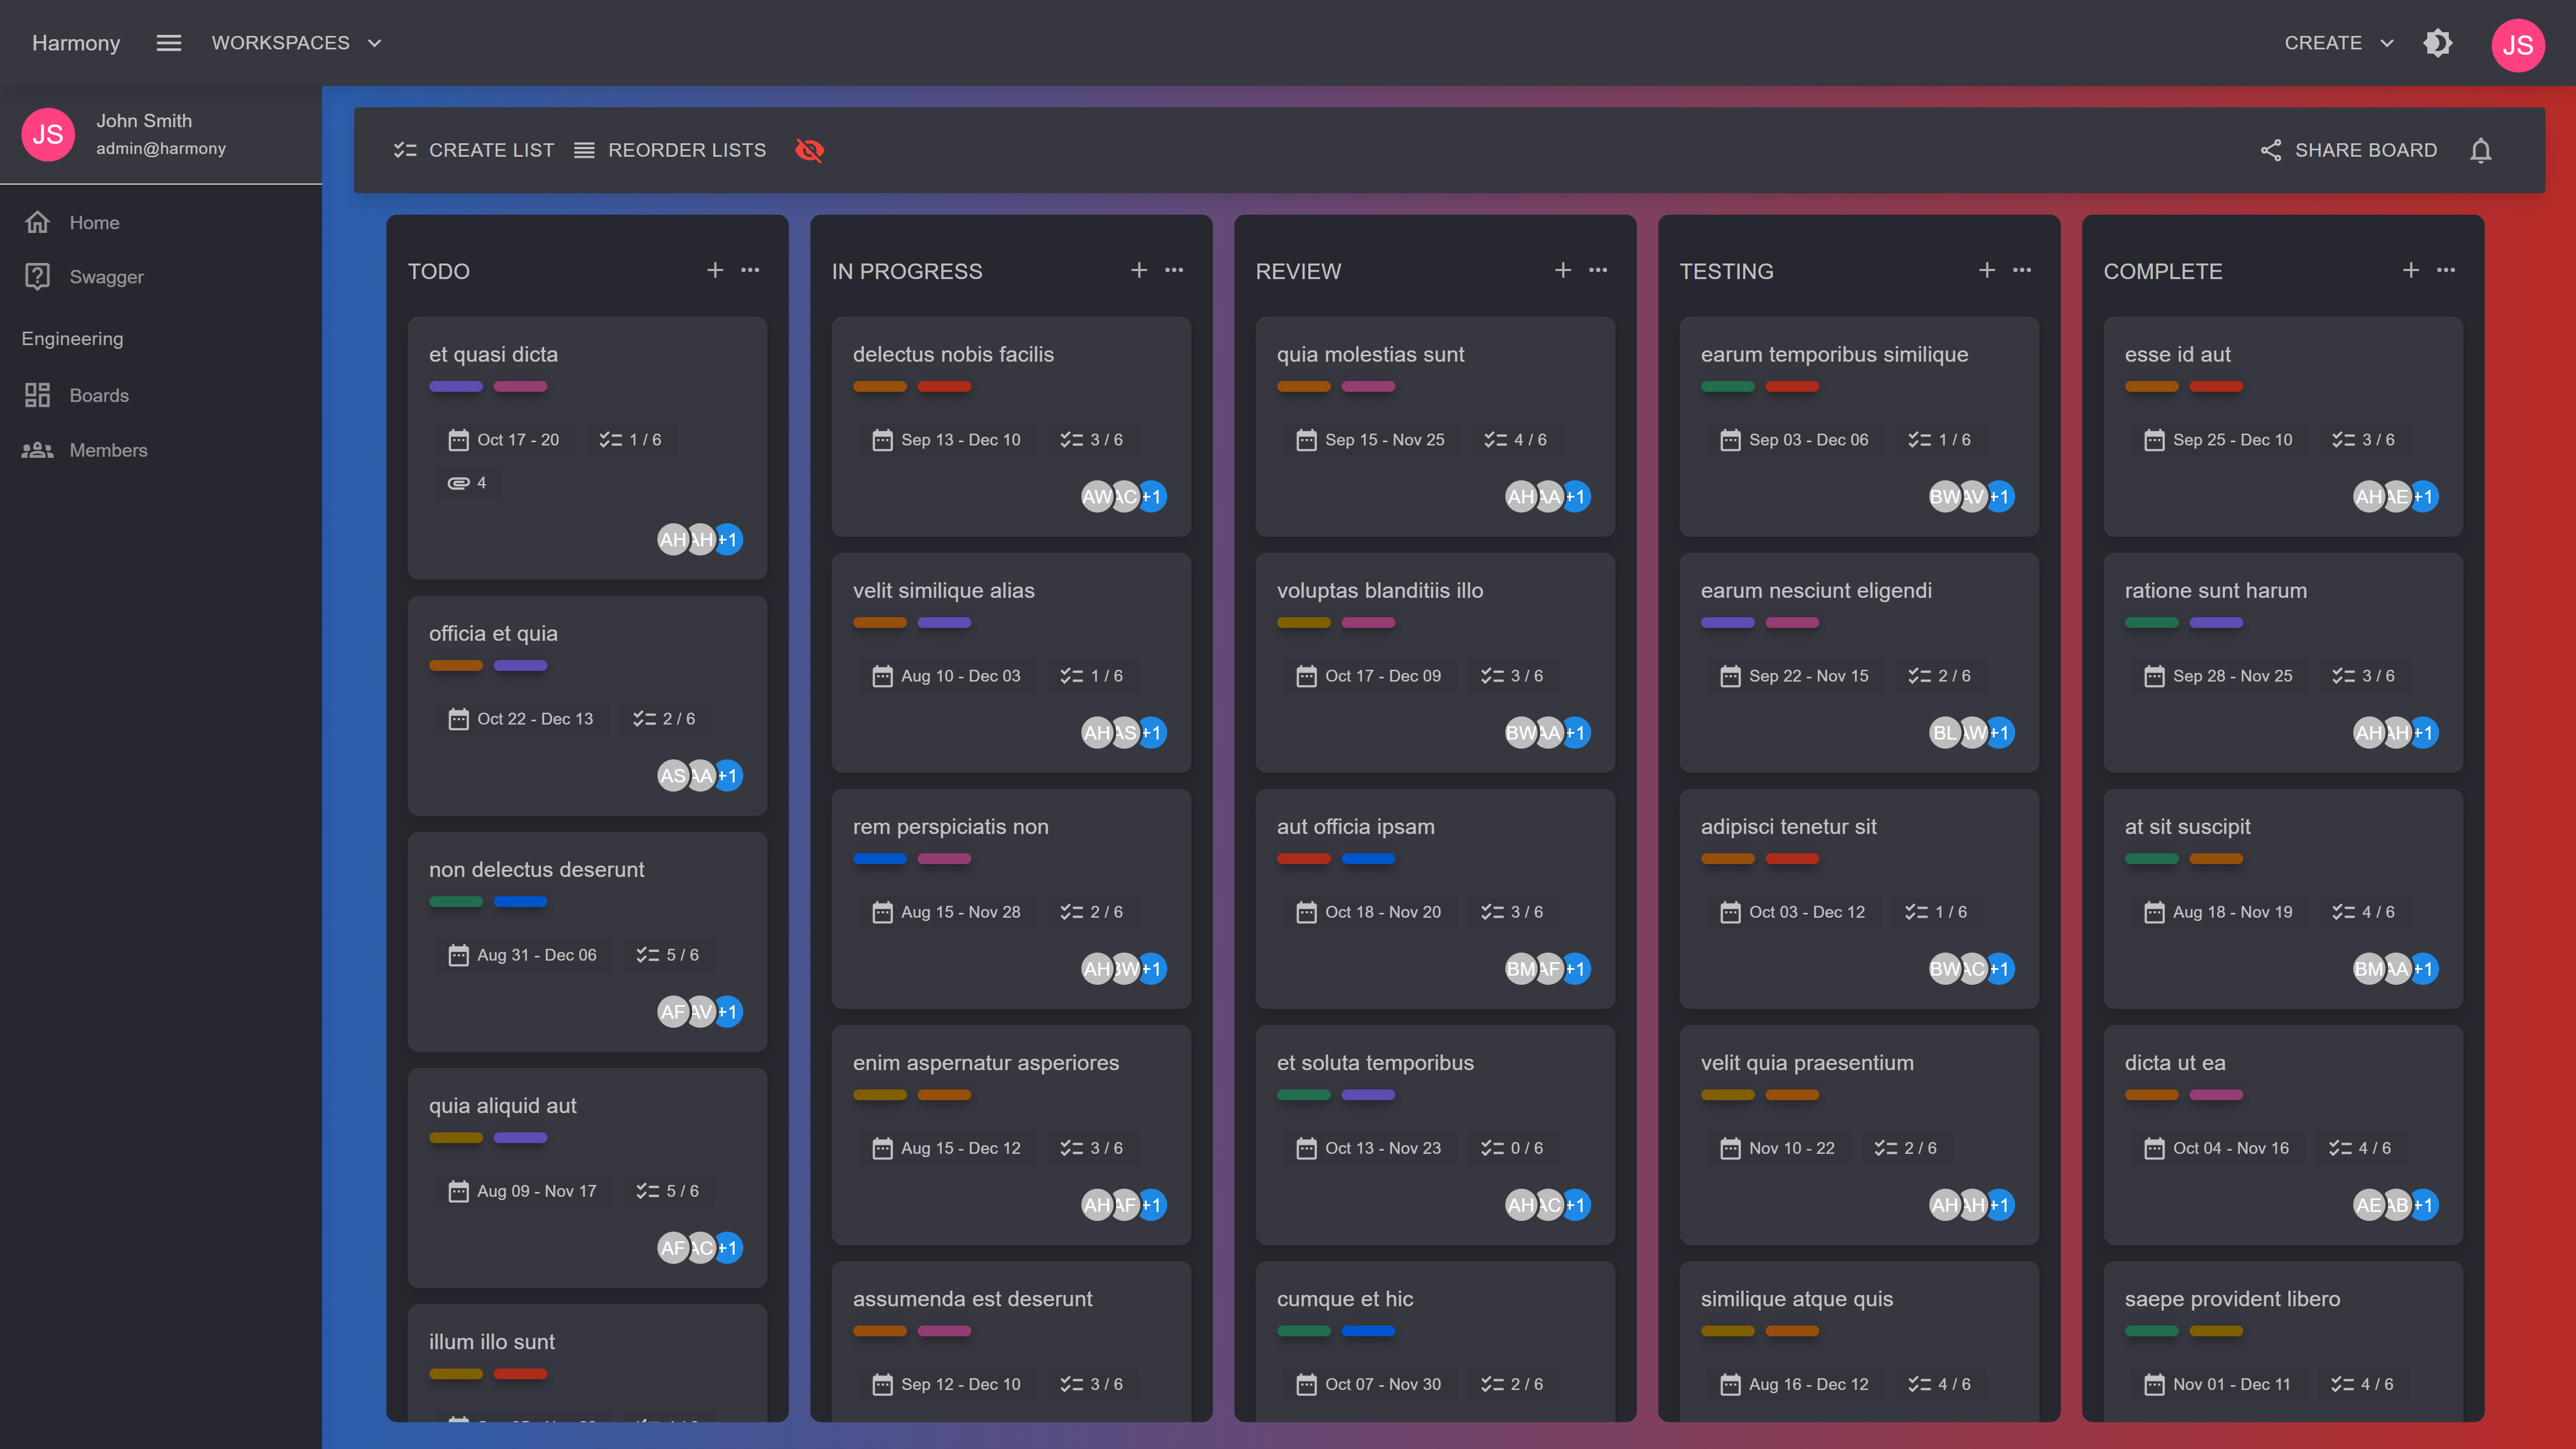 Harmony
WORKSPACES
CREATE
JS
JS
John Smith
admin@harmony
Home
Swagger
Engineering
Boards
Members
CREATE LIST
REORDER LISTS
SHARE BOARD
TODO
et quasi dicta
Oct 17 - 20
1 / 6
4
AH
AH
+1
officia et quia
Oct 22 - Dec 13
2 / 6
AS
AA
+1
non delectus deserunt
Aug 31 - Dec 06
5 / 6
AF
AV
+1
quia aliquid aut
Aug 09 - Nov 17
5 / 6
AF
AC
+1
illum illo sunt
IN PROGRESS
delectus nobis facilis
Sep 13 - Dec 10
3 / 6
AW
AC
+1
velit similique alias
Aug 10 - Dec 03
1 / 6
AH
AS
+1
rem perspiciatis non
Aug 15 - Nov 28
2 / 6
AH
BW
+1
enim aspernatur asperiores
Aug 15 - Dec 12
3 / 6
AH
AF
+1
assumenda est deserunt
Sep 12 - Dec 10
3 / 6
REVIEW
quia molestias sunt
Sep 15 - Nov 25
4 / 6
AH
AA
+1
voluptas blanditiis illo
Oct 17 - Dec 09
3 / 6
BW
AA
+1
aut officia ipsam
Oct 18 - Nov 20
3 / 6
BM
AF
+1
et soluta temporibus
Oct 13 - Nov 23
0 / 6
AH
AC
+1
cumque et hic
Oct 07 - Nov 30
2 / 6
TESTING
earum temporibus similique
Sep 03 - Dec 06
1 / 6
BW
AV
+1
earum nesciunt eligendi
Sep 22 - Nov 15
2 / 6
BL
AW
+1
adipisci tenetur sit
Oct 03 - Dec 12
1 / 6
BW
AC
+1
velit quia praesentium
Nov 10 - 22
2 / 6
AH
AH
+1
similique atque quis
Aug 16 - Dec 12
4 / 6
COMPLETE
esse id aut
Sep 25 - Dec 10
3 / 6
AH
AE
+1
ratione sunt harum
Sep 28 - Nov 25
3 / 6
AH
AH
+1
at sit suscipit
Aug 18 - Nov 19
4 / 6
BM
AA
+1
dicta ut ea
Oct 04 - Nov 16
4 / 6
AE
AB
+1
saepe provident libero
Nov 01 - Dec 11
4 / 6